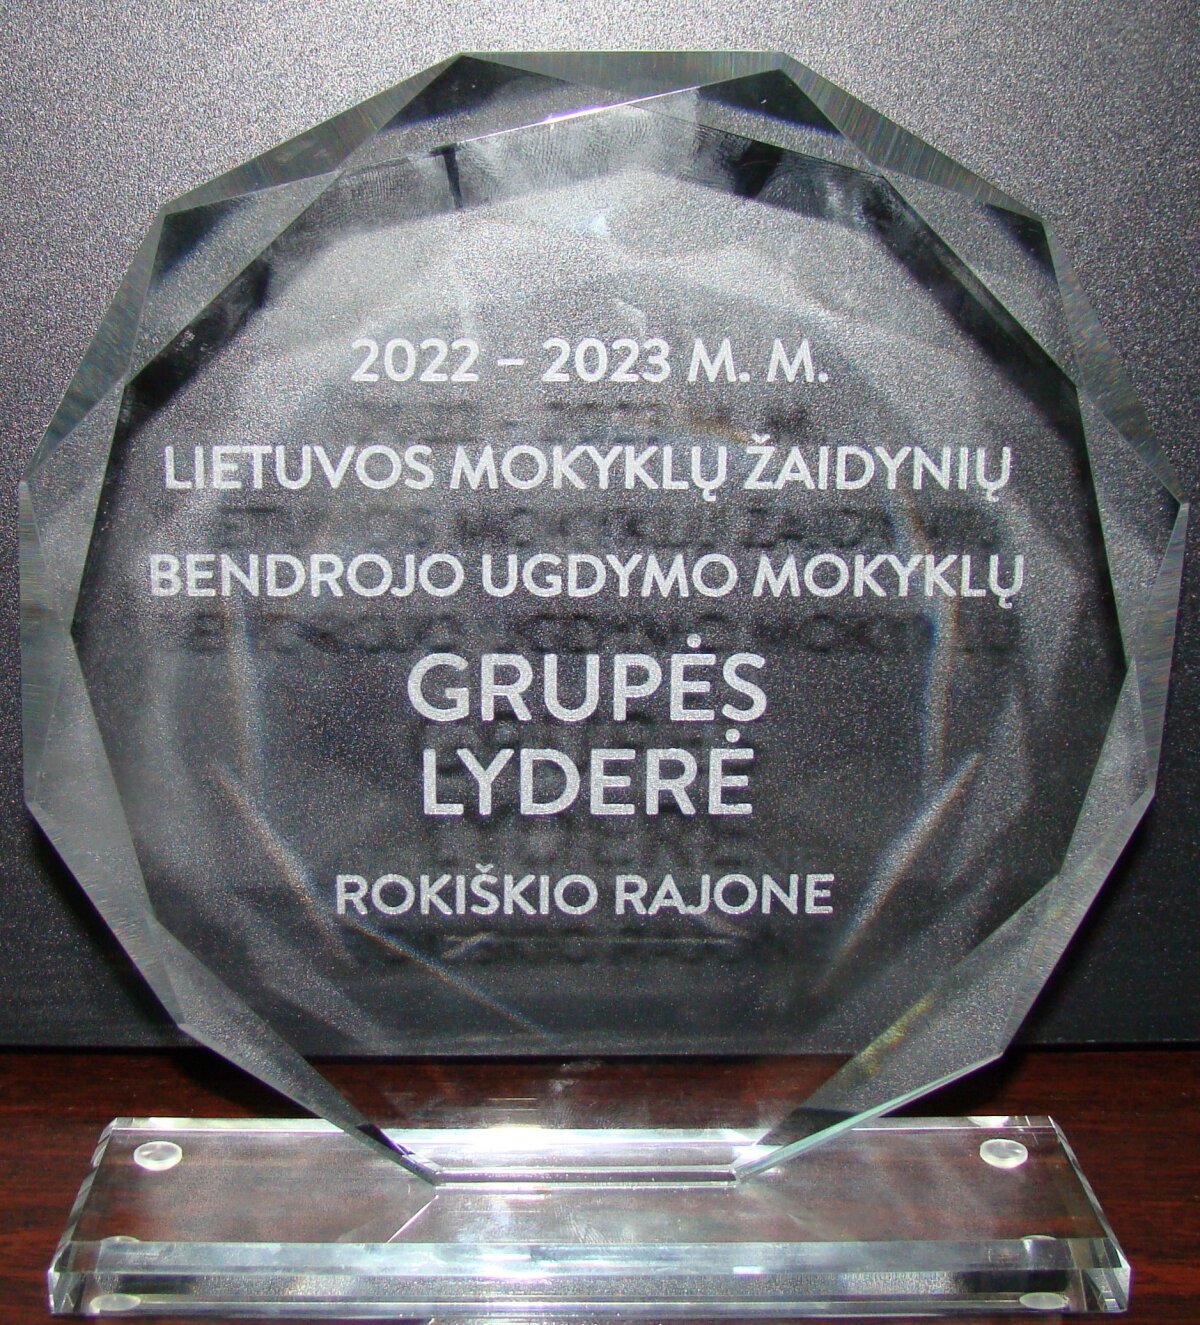 2022 – 2023 M. M.
LIETUVOS MOKYKLŲ ŽAIDYNIŲ
BENDROJO UGDYMO MOKYKLŲ
GRUPĖS
LYDERĖ
ROKIŠKIO RAJONE